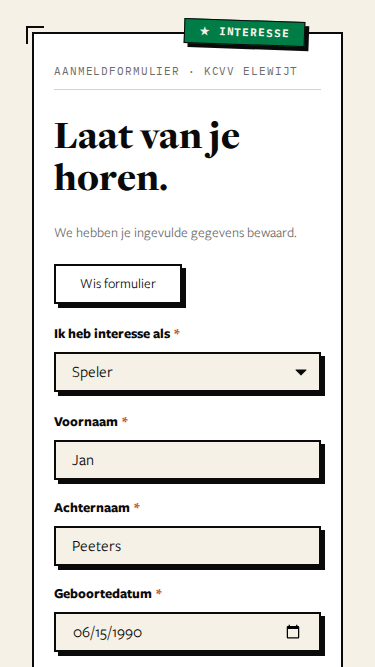 ★ INTERESSE
AANMELDFORMULIER · KCVV ELEWIJT
Laat van je
horen.
We hebben je ingevulde gegevens bewaard.
Wis formulier
Ik heb interesse als *
Speler
Voornaam *
Jan
Achternaam *
Peeters
Geboortedatum *
06/15/1990